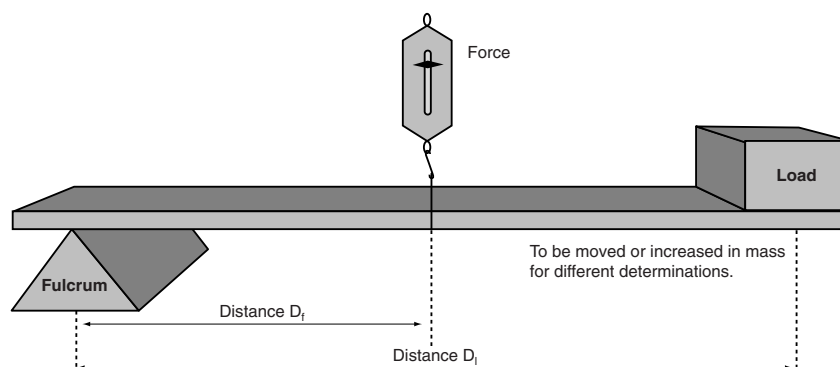 Force
Load
To be moved or increased in mass
for different determinations.
Fulcrum
Distance Df
Distance Dl